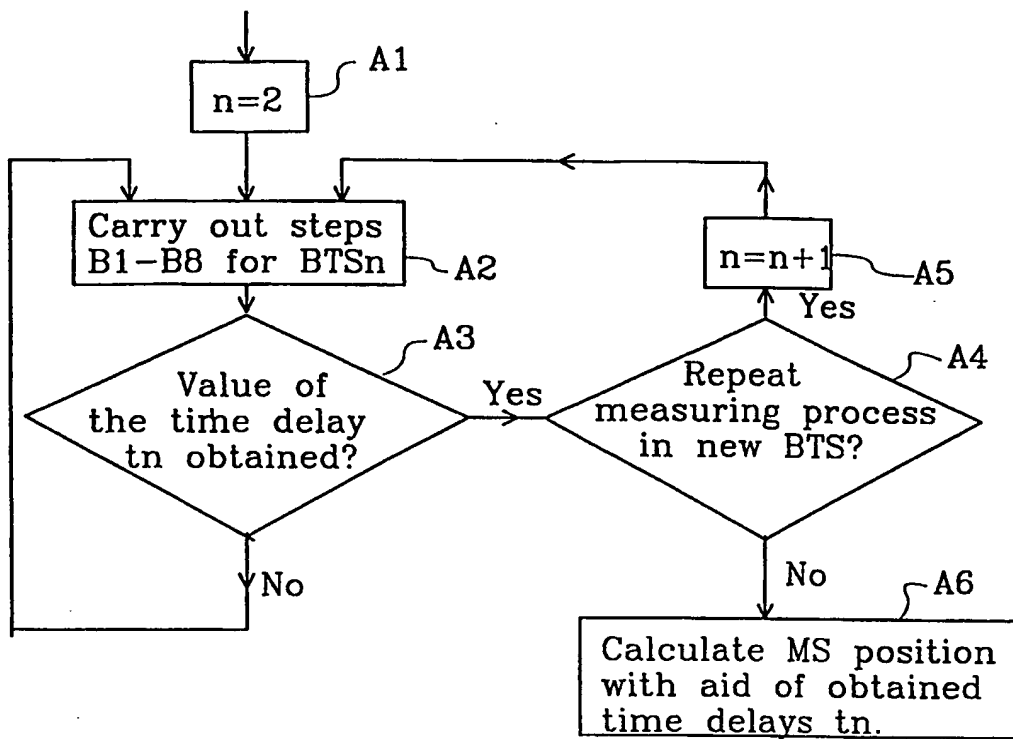 A1
n=2
Carry out steps
B1-B8 for BTSn
A2
n=n+1
A5
Yes
A3
Value of
the time delay
tn obtained?
Yes
A4
Repeat
measuring process
in new BTS?
No
No
A6
Calculate MS position
with aid of obtained
time delays tn.